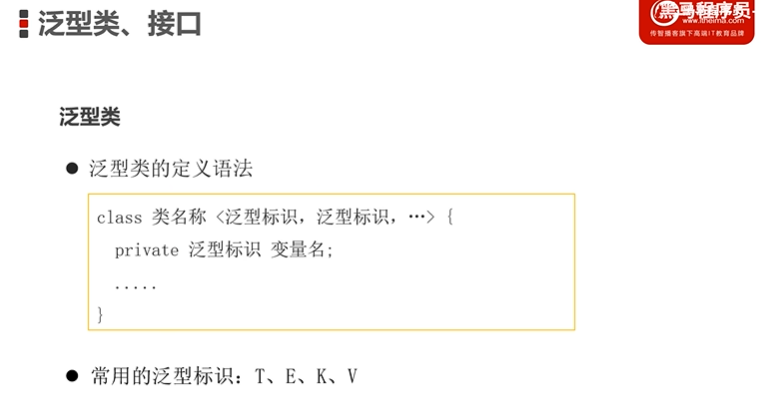 泛型类、接口
黑马程序员
www.itheima.com
传智播客旗下高端IT教育品牌
泛型类
● 泛型类的定义语法
class 类名称 <泛型标识, 泛型标识, …> {
private 泛型标识 变量名;
.....
}
● 常用的泛型标识：T、E、K、V